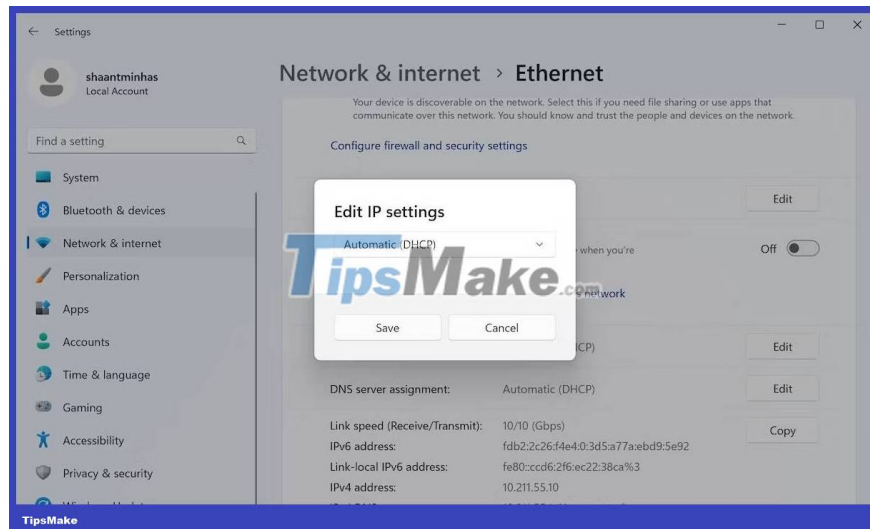 Settings
shaantminhas
Local Account
Find a setting
System
Bluetooth & devices
Network & internet
Personalization
Apps
Accounts
Time & language
Gaming
Accessibility
Privacy & security
Network & internet > Ethernet
Your device is discoverable on the network. Select this if you need file sharing or use apps that
communicate over this network. You should know and trust the people and devices on the network.
Configure firewall and security settings
Edit
Edit IP settings
Automatic (DHCP)
when you're
Off
TipsMake.com
network
Save
Cancel
Edit
DNS server assignment:
Automatic (DHCP)
Edit
Link speed (Receive/Transmit):
10/10 (Gbps)
Copy
IPv6 address:
fdb2:2c26:f4e4:0:3d5:a77a:ebd9:5e92
Link-local IPv6 address:
fe80::ccd6:2f6:ec22:38ca%3
IPv4 address:
10.211.55.10
TipsMake